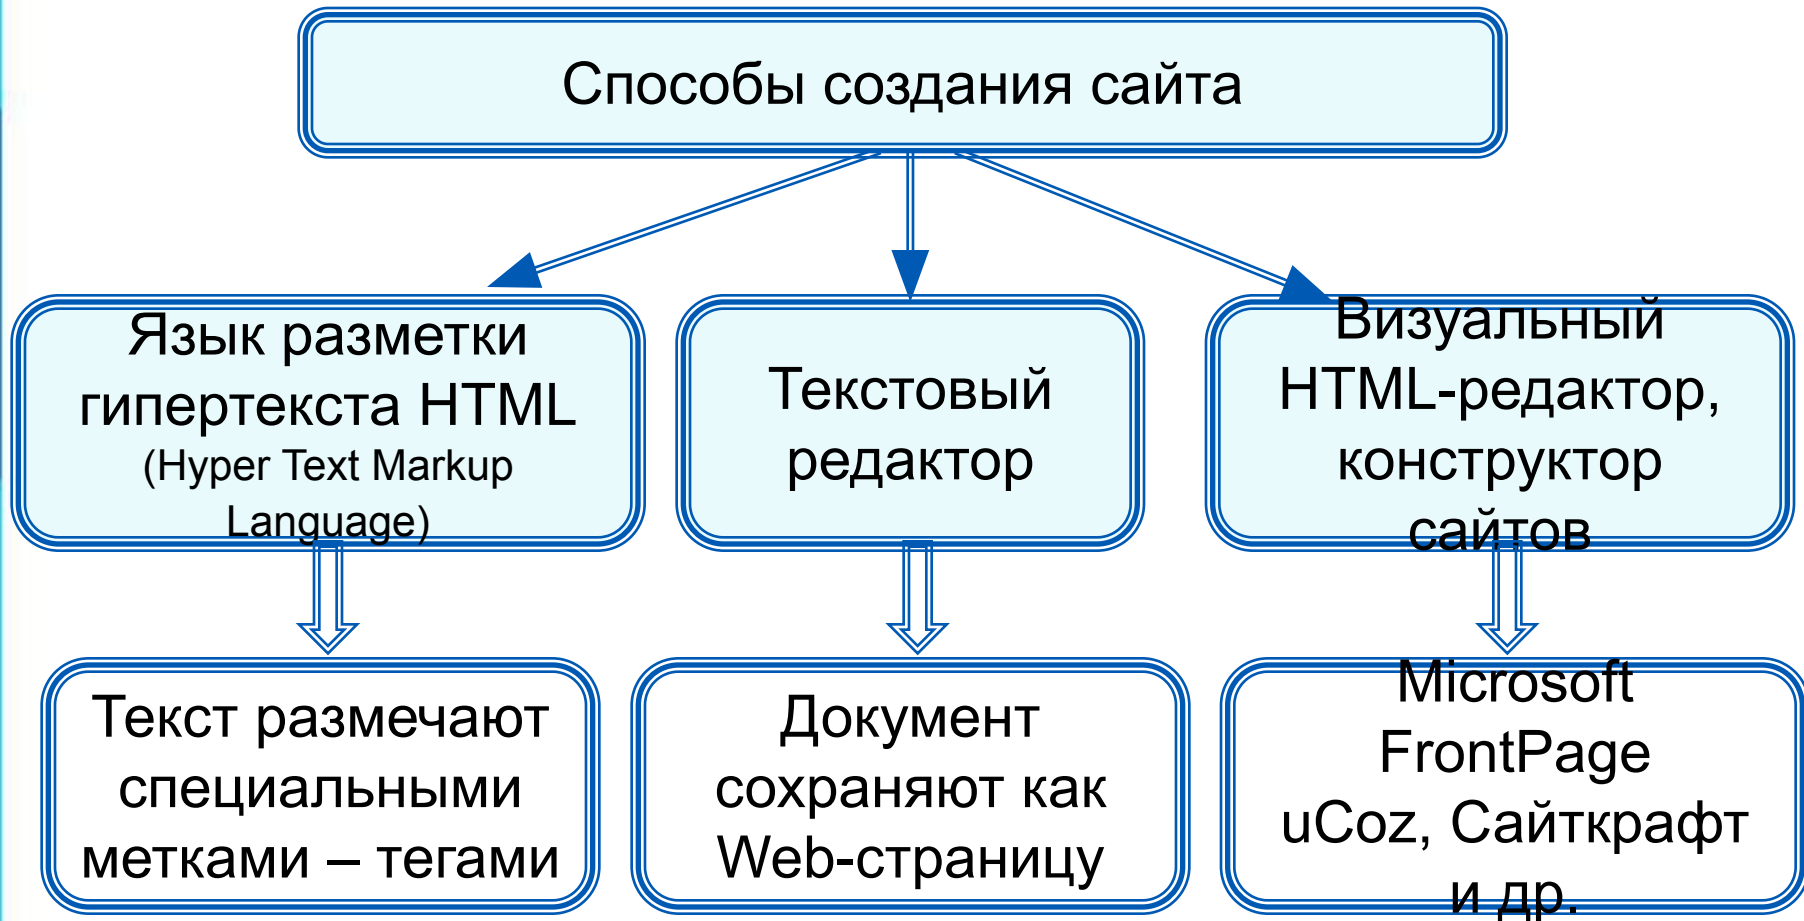 Способы создания сайта
Язык разметки
гипертекста HTML
(Hyper Text Markup
Language)
Текстовый
редактор
Визуальный
HTML-редактор,
конструктор
сайтов
Текст размечают
специальными
метками – тегами
Документ
сохраняют как
Web-страницу
Microsoft
FrontPage
uCoz, Сайткрафт
и др.